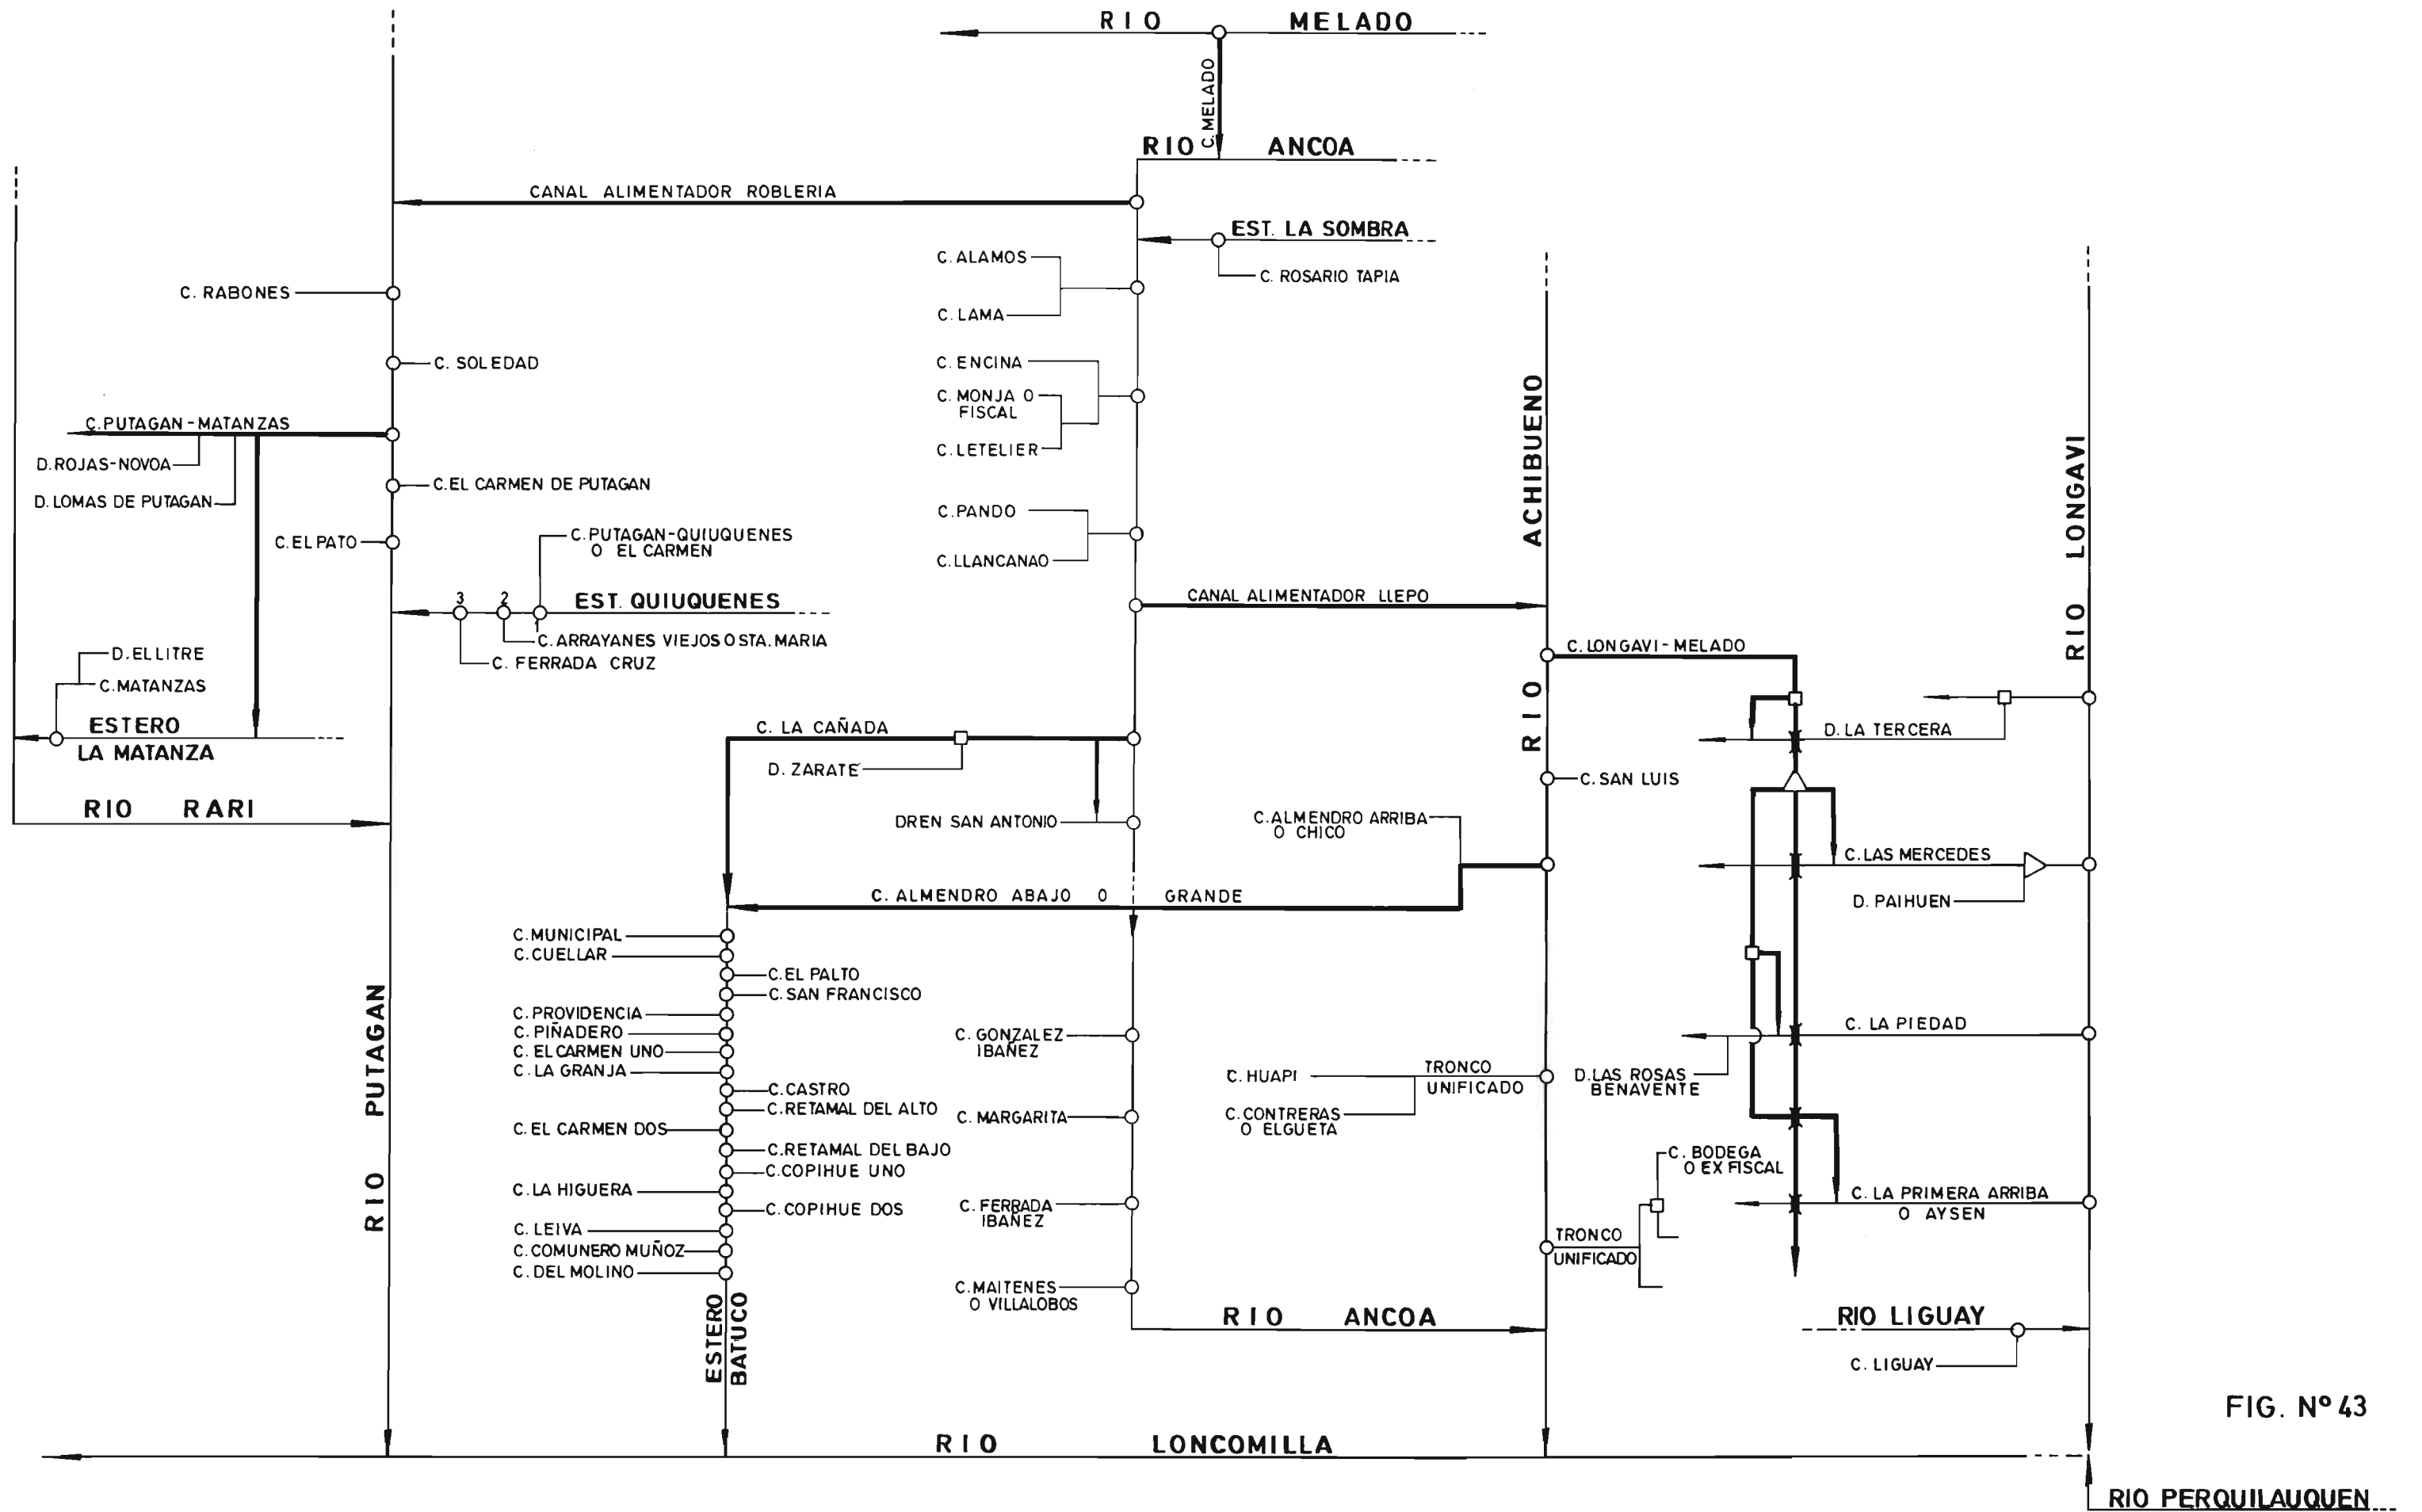 RIO MELADO
C. MELADO
RIO ANCOA
CANAL ALIMENTADOR ROBLERIA
EST. LA SOMBRA
C. ROSARIO TAPIA
C. ALAMOS
C. LAMA
C. RABONES
C. SOLEDAD
C. ENCINA
C. MONJA O
FISCAL
C. LETELIER
C. PUTAGAN-MATANZAS
D. ROJAS-NOVOA
D. LOMAS DE PUTAGAN
C. EL CARMEN DE PUTAGAN
C. EL PATO
C. PUTAGAN-QUIUQUENES
O EL CARMEN
3
2
EST. QUIUQUENES
C. ARRAYANES VIEJOS O STA. MARIA
C. FERRADA CRUZ
C. PANDO
C. LLANCANAO
CANAL ALIMENTADOR LLEPO
RIO ACHIBUENO
RIO LONGAVI
C. LONGAVI-MELADO
D. EL LITRE
C. MATANZAS
ESTERO
LA MATANZA
C. LA CAÑADA
D. ZARATE
D. LA TERCERA
C. SAN LUIS
RIO RARI
DREN SAN ANTONIO
C. ALMENDRO ARRIBA
O CHICO
C. LAS MERCEDES
D. PAIHUEN
C. ALMENDRO ABAJO O GRANDE
C. MUNICIPAL
C. CUELLAR
C. EL PALTO
C. SAN FRANCISCO
C. PROVIDENCIA
C. PIÑADERO
C. EL CARMEN UNO
C. LA GRANJA
C. CASTRO
C. RETAMAL DEL ALTO
C. EL CARMEN DOS
C. RETAMAL DEL BAJO
C. COPIHUE UNO
C. LA HIGUERA
C. COPIHUE DOS
C. LEIVA
C. COMUNERO MUÑOZ
C. DEL MOLINO
RIO PUTAGAN
ESTERO
BATUCO
C. GONZALEZ
IBAÑEZ
C. MARGARITA
C. FERRADA
IBAÑEZ
C. MAITENES
O VILLALOBOS
C. HUAPI
TRONCO
UNIFICADO
C. CONTRERAS
O ELGUETA
C. LA PIEDAD
D. LAS ROSAS
BENAVENTE
C. BODEGA
O EX FISCAL
C. LA PRIMERA ARRIBA
O AYSEN
TRONCO
UNIFICADO
RIO ANCOA
RIO LIGUAY
C. LIGUAY
FIG. Nº 43
RIO LONCOMILLA
RIO PERQUILAUQUEN